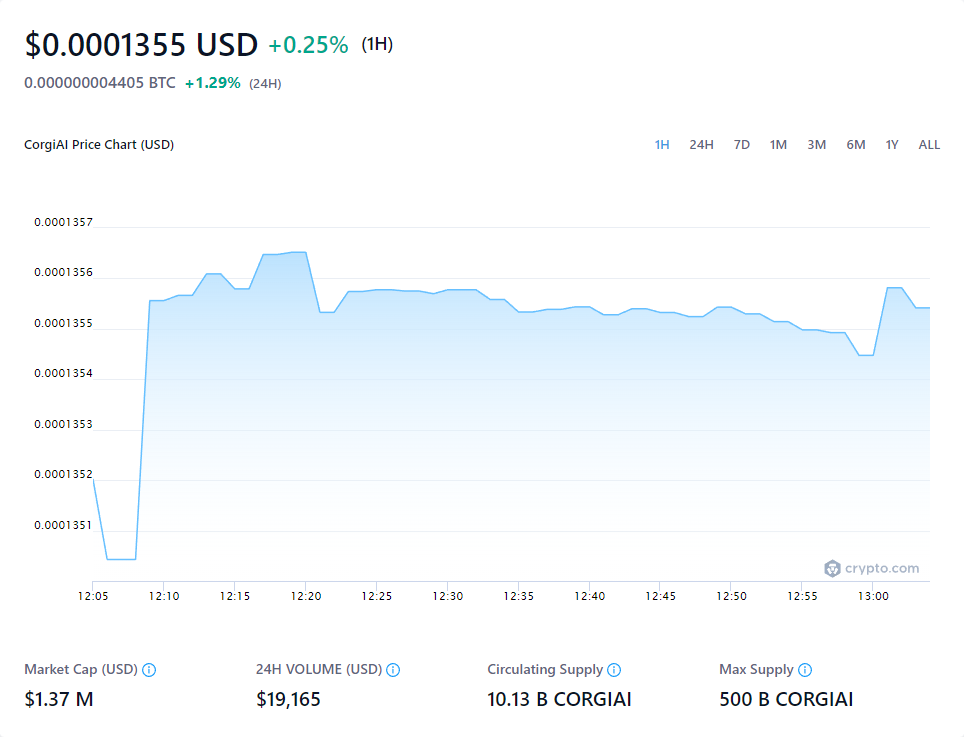 $0.0001355 USD +0.25% (1H)
0.000000004405 BTC +1.29% (24H)
CorgiAI Price Chart (USD)
1H 24H 7D 1M 3M 6M 1Y ALL
0.0001357
0.0001356
0.0001355
0.0001354
0.0001353
0.0001352
0.0001351
crypto.com
12:05 12:10 12:15 12:20 12:25 12:30 12:35 12:40 12:45 12:50 12:55 13:00
Market Cap (USD) 24H VOLUME (USD) Circulating Supply Max Supply
$1.37 M $19,165 10.13 B CORGIAI 500 B CORGIAI